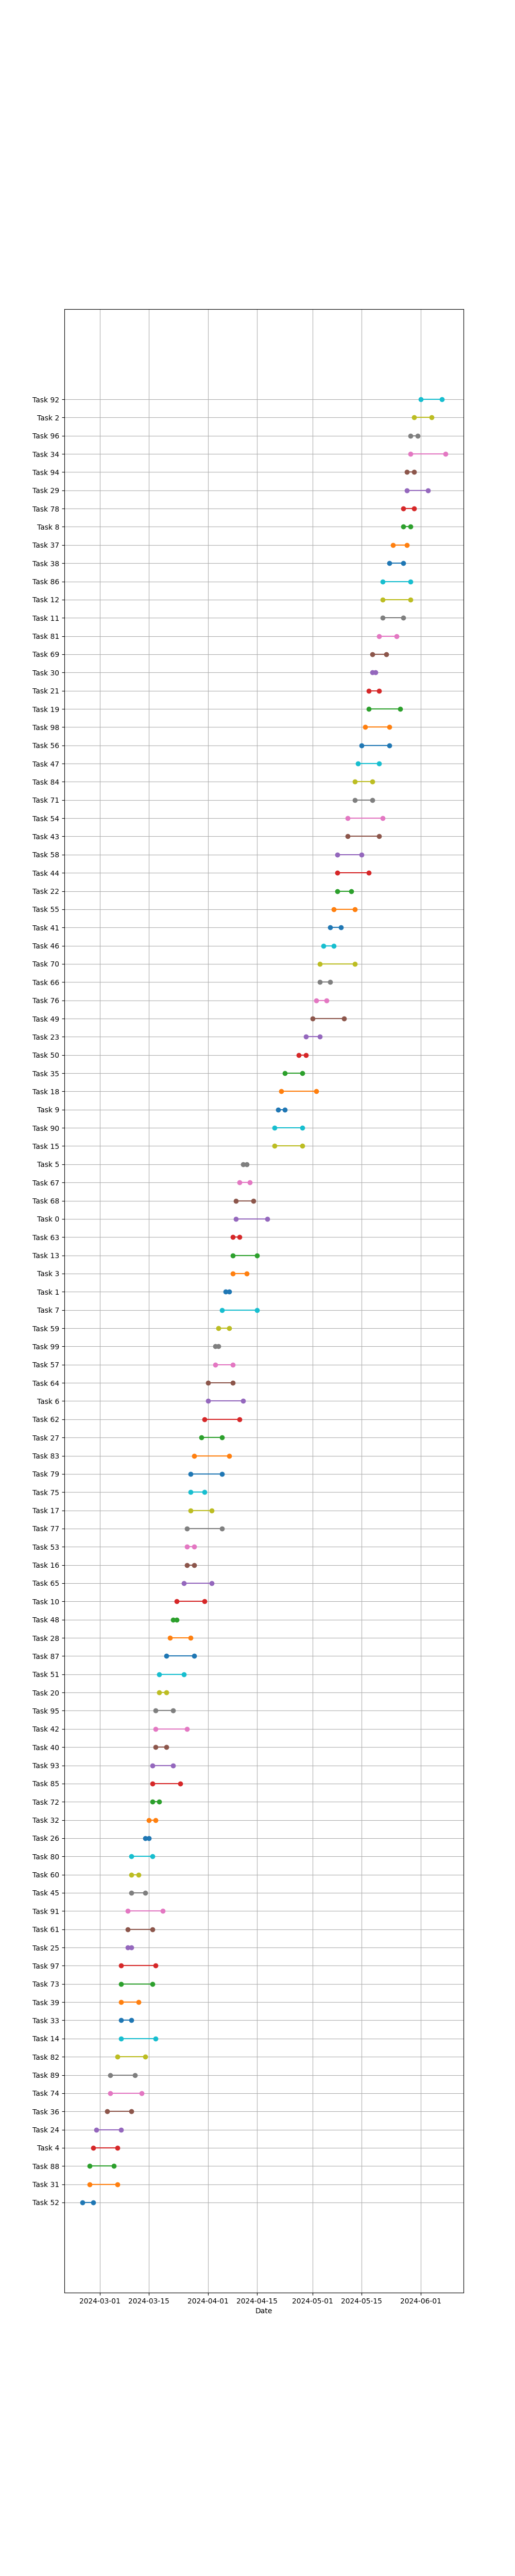 Task 92
Task 2
Task 96
Task 34
Task 94
Task 29
Task 78
Task 8
Task 37
Task 38
Task 86
Task 12
Task 11
Task 81
Task 69
Task 30
Task 21
Task 19
Task 98
Task 56
Task 47
Task 84
Task 71
Task 54
Task 43
Task 58
Task 44
Task 22
Task 55
Task 41
Task 46
Task 70
Task 66
Task 76
Task 49
Task 23
Task 50
Task 35
Task 18
Task 9
Task 90
Task 15
Task 5
Task 67
Task 68
Task 0
Task 63
Task 13
Task 3
Task 1
Task 7
Task 59
Task 99
Task 57
Task 64
Task 6
Task 62
Task 27
Task 83
Task 79
Task 75
Task 17
Task 77
Task 53
Task 16
Task 65
Task 10
Task 48
Task 28
Task 87
Task 51
Task 20
Task 95
Task 42
Task 40
Task 93
Task 85
Task 72
Task 32
Task 26
Task 80
Task 60
Task 45
Task 91
Task 61
Task 25
Task 97
Task 73
Task 39
Task 33
Task 14
Task 82
Task 89
Task 74
Task 36
Task 24
Task 4
Task 88
Task 31
Task 52
2024-03-01 2024-03-15 2024-04-01 2024-04-15 2024-05-01 2024-05-15 2024-06-01
Date